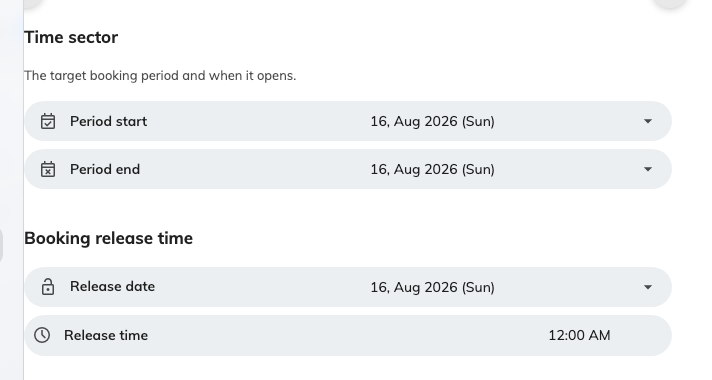 Time sector
The target booking period and when it opens.
Period start 16, Aug 2026 (Sun)
Period end 16, Aug 2026 (Sun)
Booking release time
Release date 16, Aug 2026 (Sun)
Release time 12:00 AM